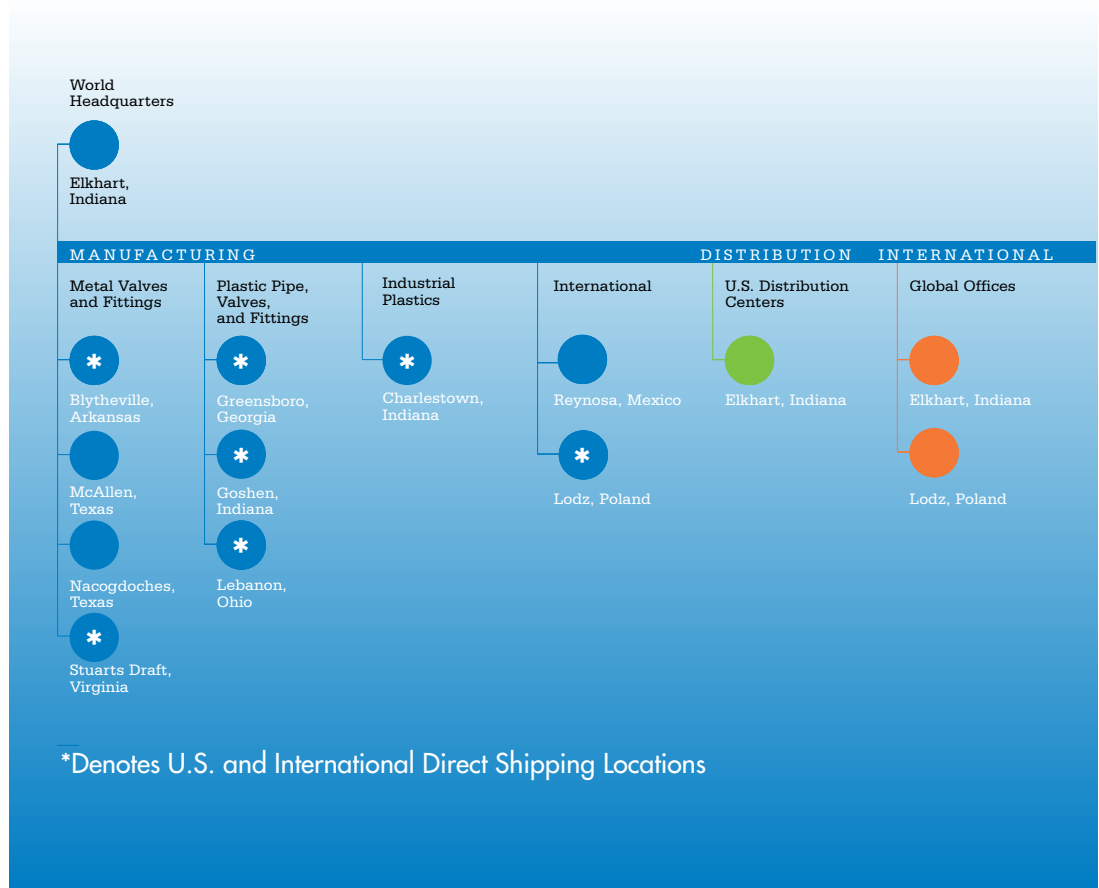 World
Headquarters
Elkhart,
Indiana
MANUFACTURING
DISTRIBUTION
INTERNATIONAL
Metal Valves
and Fittings
*
Blytheville,
Arkansas
McAllen,
Texas
Nacogdoches,
Texas
*
Stuarts Draft,
Virginia
Plastic Pipe,
Valves,
and Fittings
*
Greensboro,
Georgia
*
Goshen,
Indiana
*
Lebanon,
Ohio
Industrial
Plastics
*
Charlestown,
Indiana
International
Reynosa, Mexico
*
Lodz, Poland
U.S. Distribution
Centers
Elkhart, Indiana
Global Offices
Elkhart, Indiana
Lodz, Poland
*Denotes U.S. and International Direct Shipping Locations